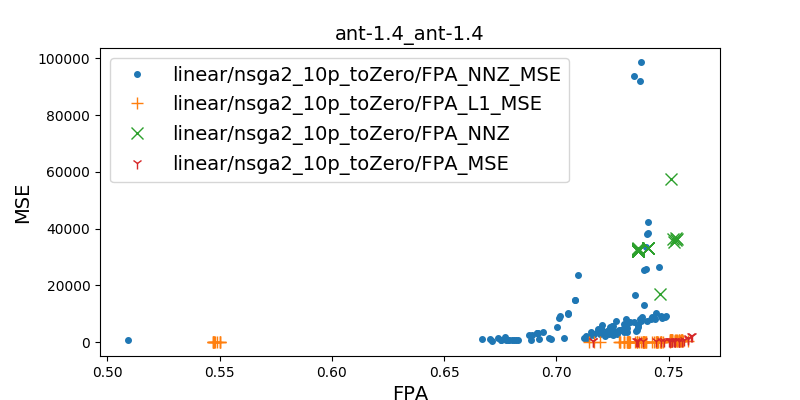 ant-1.4_ant-1.4
100000
80000
60000
40000
20000
0
MSE
linear/nsga2_10p_toZero/FPA_NNZ_MSE
linear/nsga2_10p_toZero/FPA_L1_MSE
linear/nsga2_10p_toZero/FPA_NNZ
linear/nsga2_10p_toZero/FPA_MSE
0.50 0.55 0.60 0.65 0.70 0.75
FPA